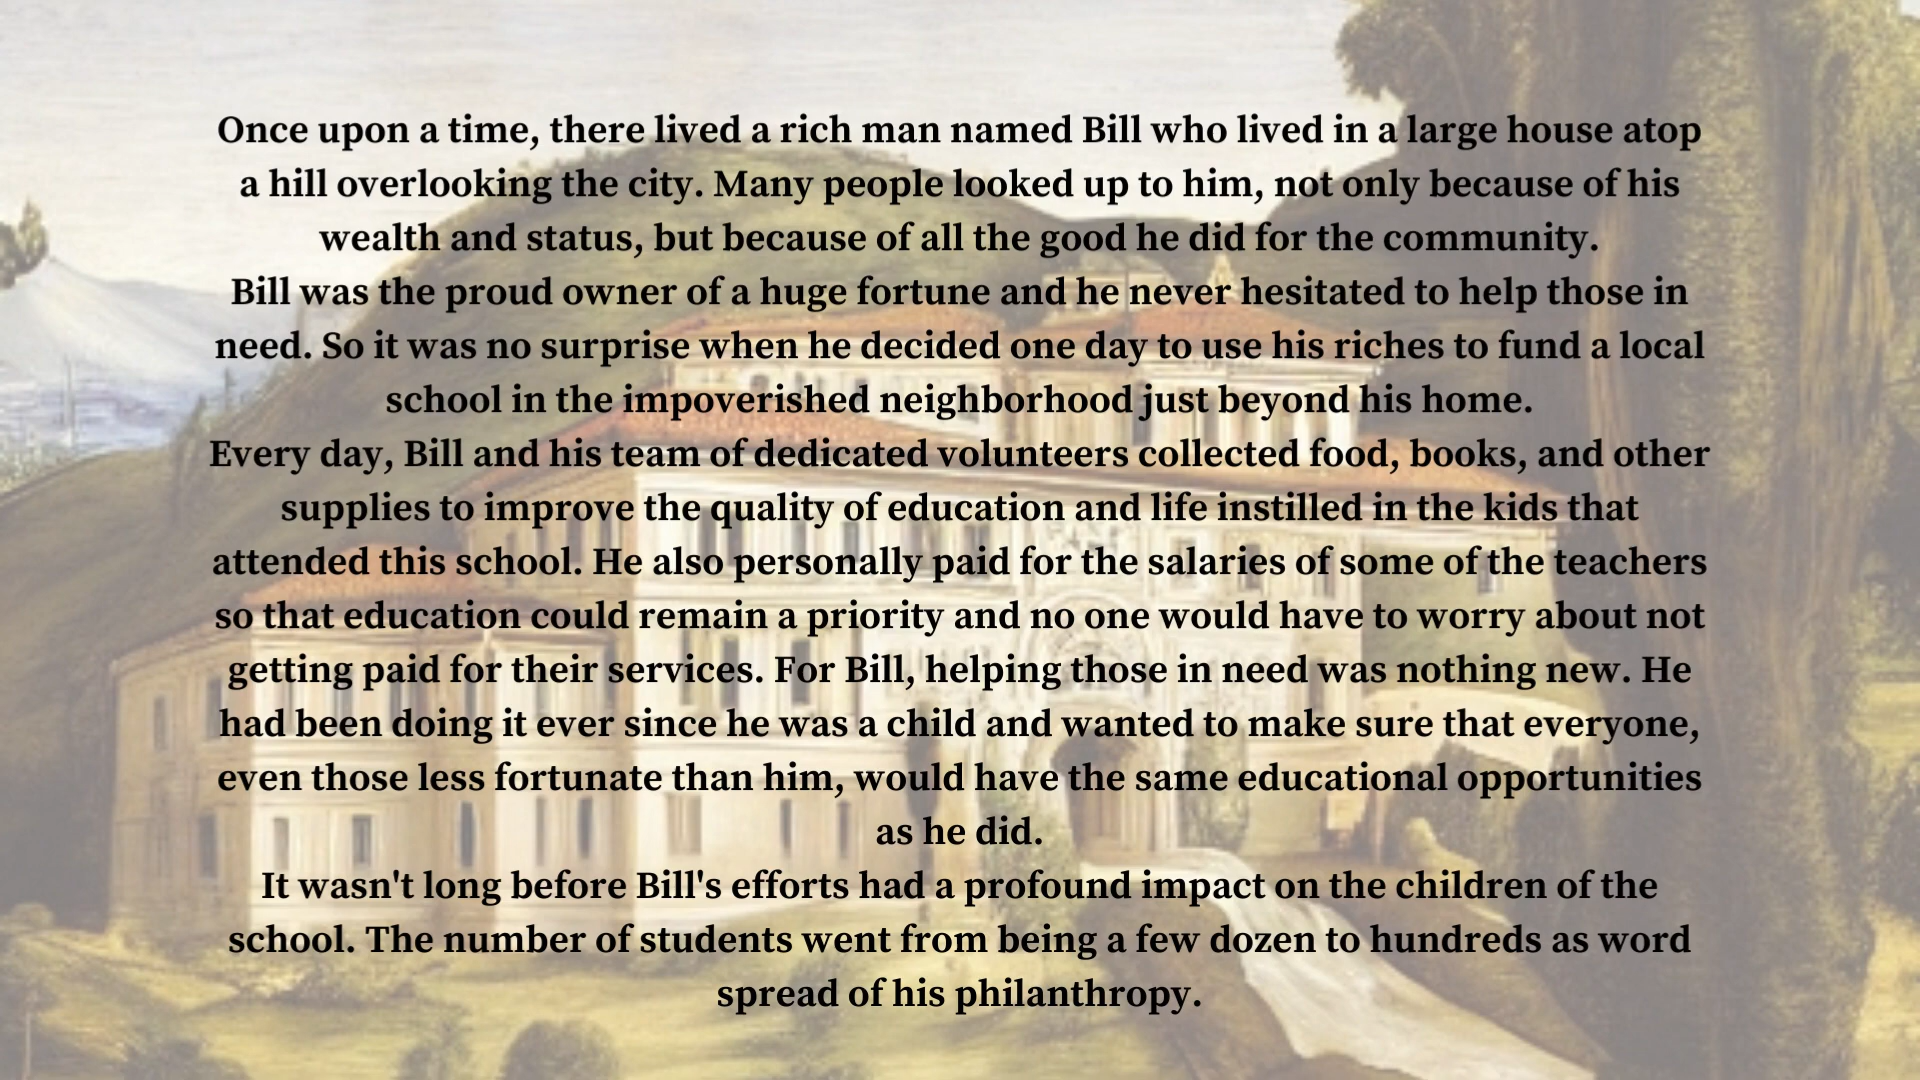 Once upon a time, there lived a rich man named Bill who lived in a large house atop
a hill overlooking the city. Many people looked up to him, not only because of his
wealth and status, but because of all the good he did for the community.
Bill was the proud owner of a huge fortune and he never hesitated to help those in
need. So it was no surprise when he decided one day to use his riches to fund a local
school in the impoverished neighborhood just beyond his home.
Every day, Bill and his team of dedicated volunteers collected food, books, and other
supplies to improve the quality of education and life instilled in the kids that
attended this school. He also personally paid for the salaries of some of the teachers
so that education could remain a priority and no one would have to worry about not
getting paid for their services. For Bill, helping those in need was nothing new. He
had been doing it ever since he was a child and wanted to make sure that everyone,
even those less fortunate than him, would have the same educational opportunities
as he did.
It wasn't long before Bill's efforts had a profound impact on the children of the
school. The number of students went from being a few dozen to hundreds as word
spread of his philanthropy.